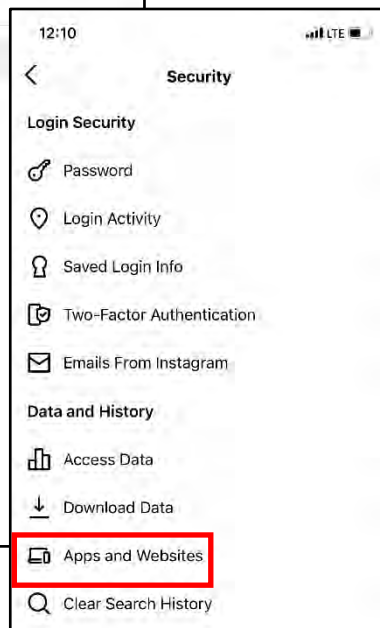 12:10 LTE
Security
Login Security
Password
Login Activity
Saved Login Info
Two-Factor Authentication
Emails From Instagram
Data and History
Access Data
Download Data
Apps and Websites
Clear Search History